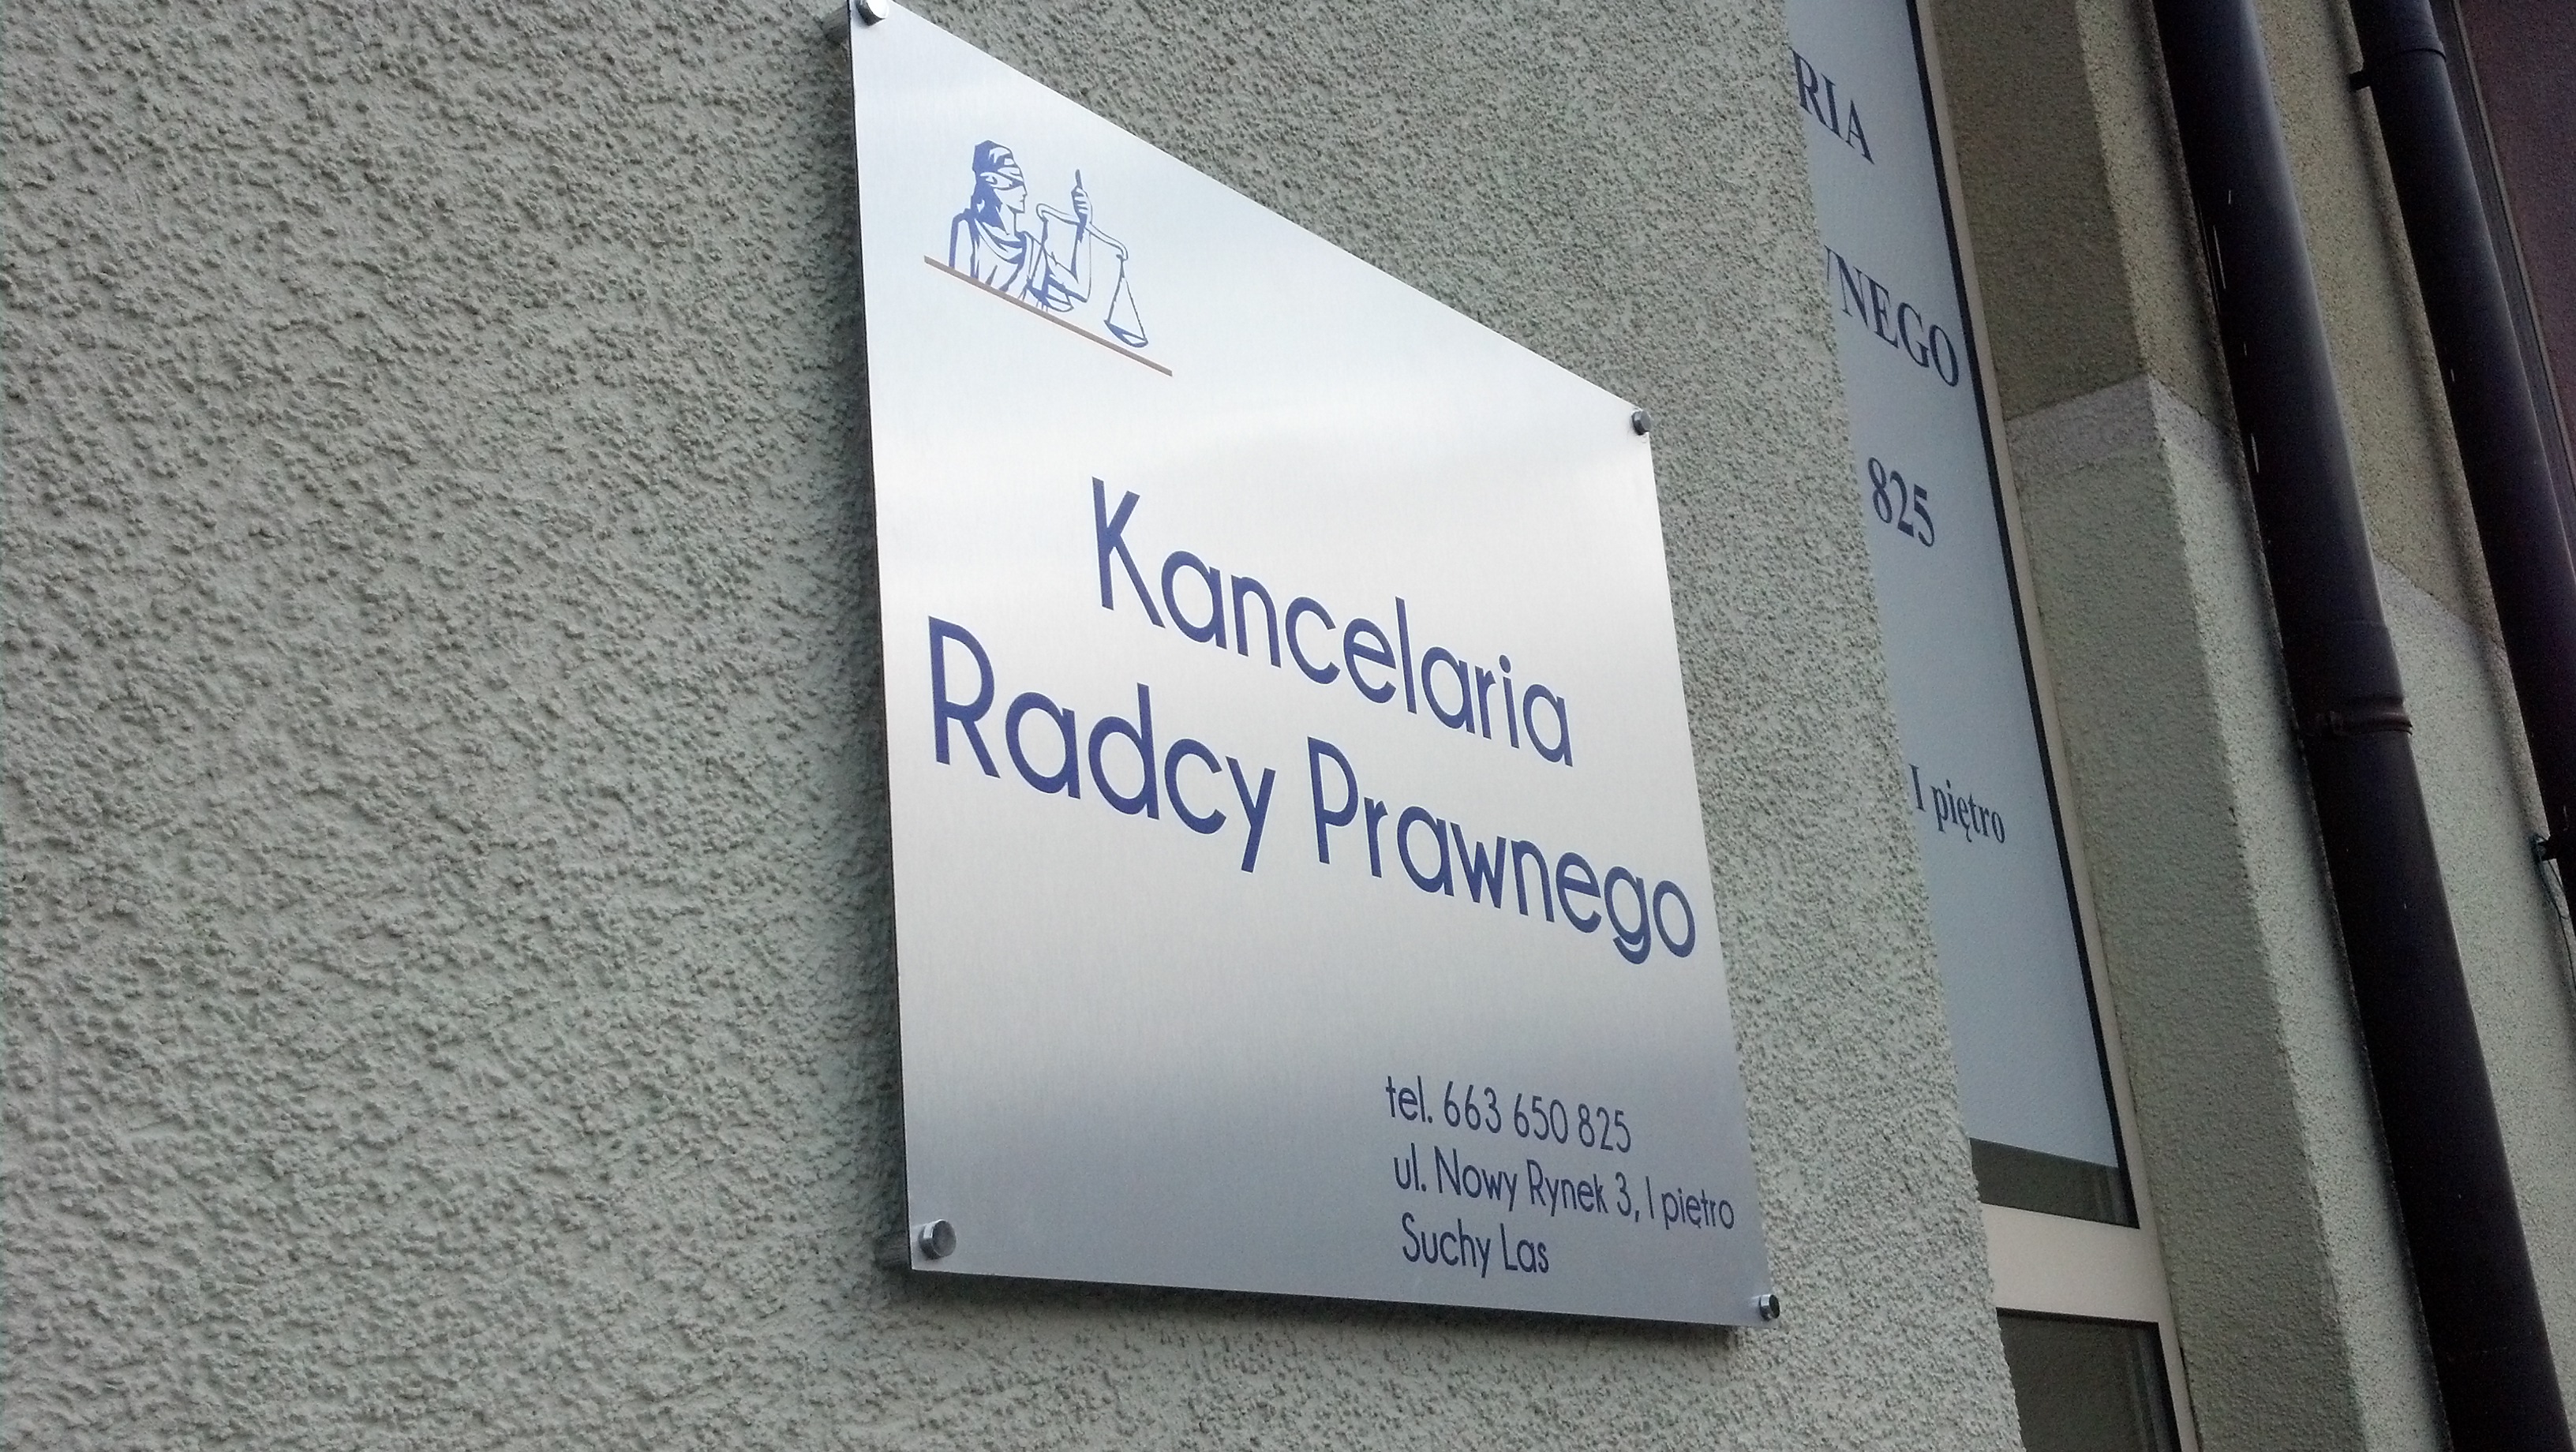 Kancelaria
Radcy Prawnego
tel. 663 650 825
ul. Nowy Rynek 3, I piętro
Suchy Las
RIA
WNEGO
825
I piętro